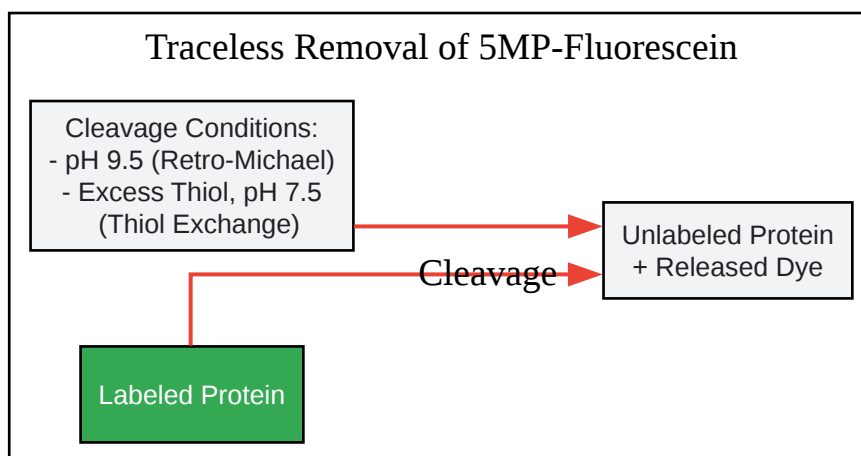 Traceless Removal of 5MP-Fluorescein
Cleavage Conditions:
- pH 9.5 (Retro-Michael)
- Excess Thiol, pH 7.5
(Thiol Exchange)
Unlabeled Protein
+ Released Dye
Cleavage
Labeled Protein